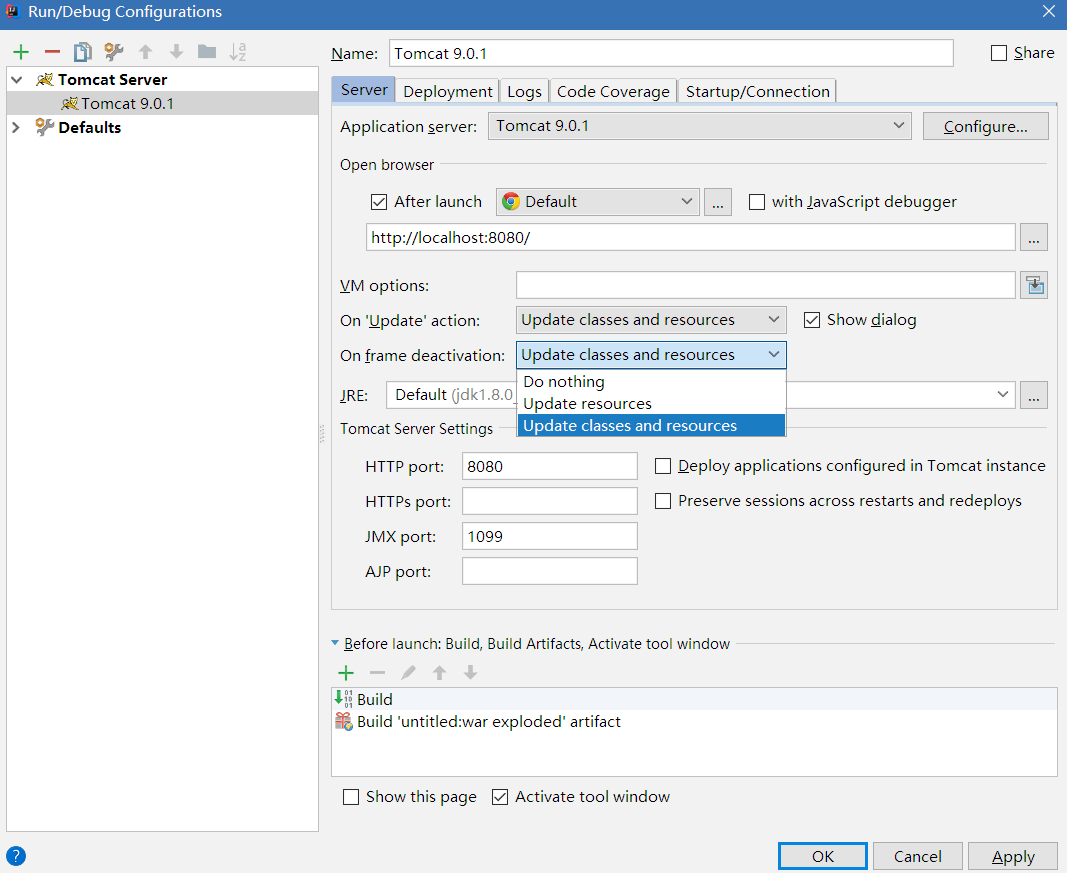 Run/Debug Configurations
Name: Tomcat 9.0.1 Share
Tomcat Server
Tomcat 9.0.1
Defaults
Server Deployment Logs Code Coverage Startup/Connection
Application server: Tomcat 9.0.1 Configure...
Open browser
After launch Default ... with JavaScript debugger
http://localhost:8080/ ...
VM options:
On 'Update' action: Update classes and resources Show dialog
On frame deactivation: Update classes and resources
Do nothing
Update resources
Update classes and resources
JRE: Default (jdk1.8.0_ ...
Tomcat Server Settings
HTTP port: 8080 Deploy applications configured in Tomcat instance
HTTPs port: Preserve sessions across restarts and redeploys
JMX port: 1099
AJP port:
Before launch: Build, Build Artifacts, Activate tool window
Build
Build 'untitled:war exploded' artifact
Show this page Activate tool window
? OK Cancel Apply